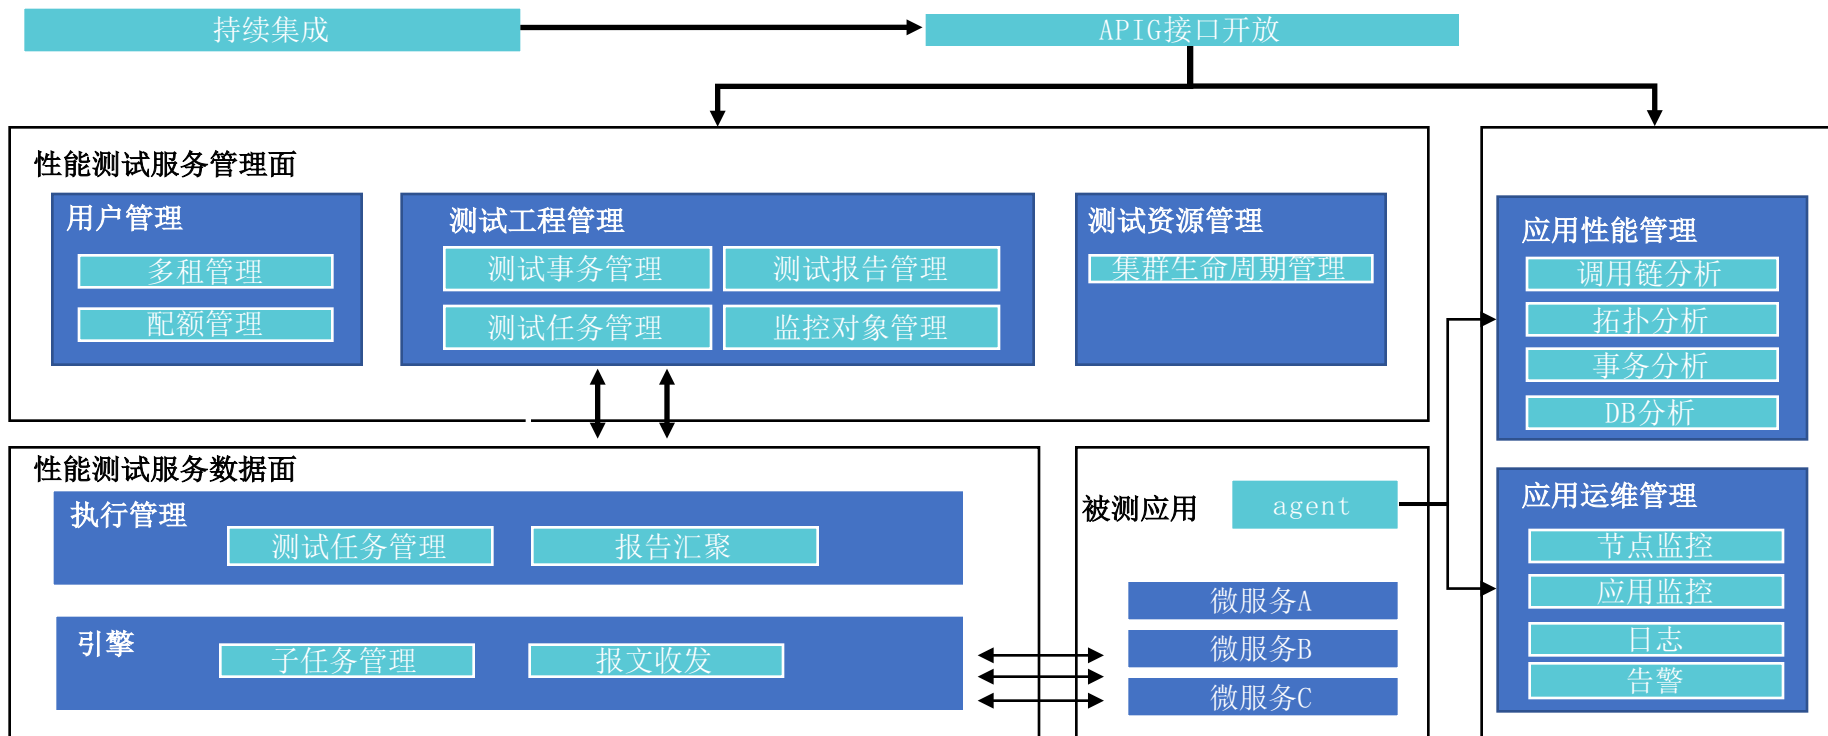 持续集成
APIG接口开放
性能测试服务管理面
用户管理
多租管理
配额管理
测试工程管理
测试事务管理
测试报告管理
测试任务管理
监控对象管理
测试资源管理
集群生命周期管理
性能测试服务数据面
执行管理
测试任务管理
报告汇聚
引擎
子任务管理
报文收发
被测应用
agent
微服务A
微服务B
微服务C
应用性能管理
调用链分析
拓扑分析
事务分析
DB分析
应用运维管理
节点监控
应用监控
日志
告警